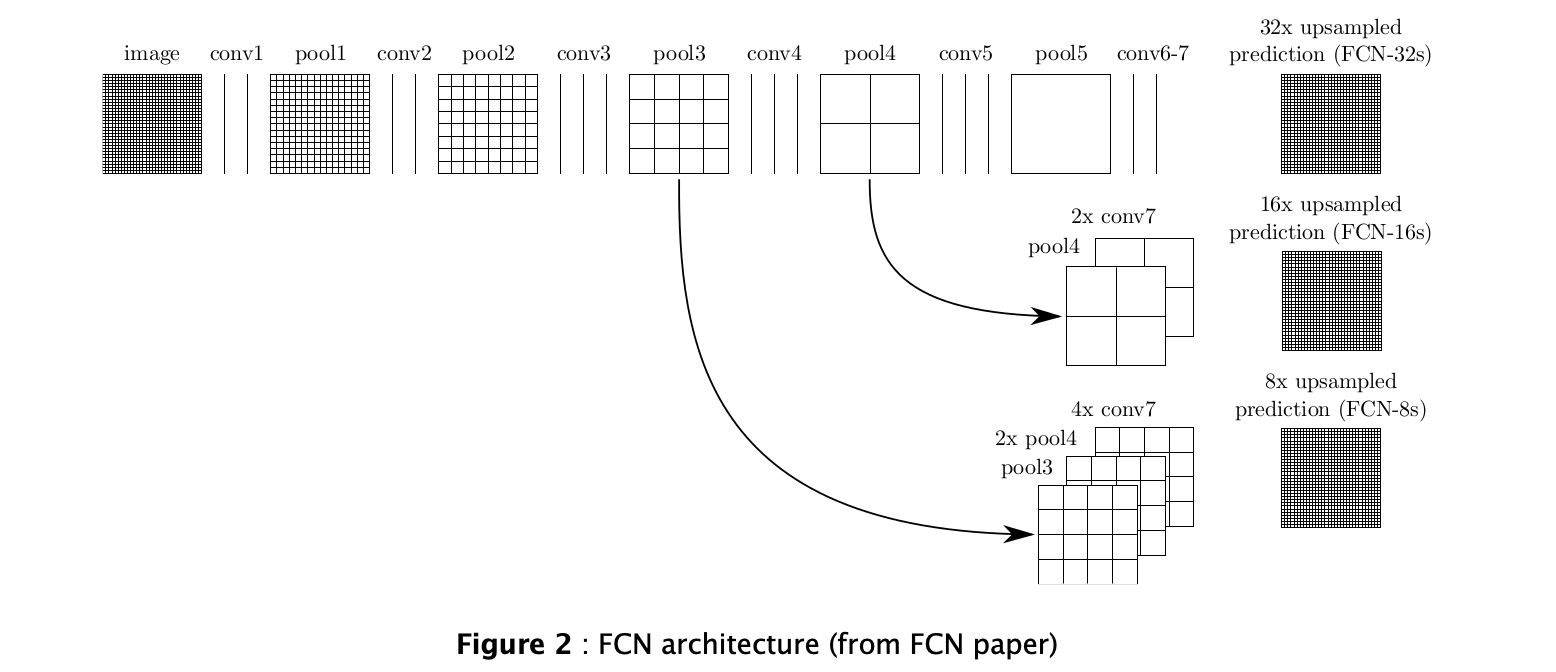 image conv1 pool1 conv2 pool2 conv3 pool3 conv4 pool4 conv5 pool5 conv6-7
32x upsampled
prediction (FCN-32s)
16x upsampled
prediction (FCN-16s)
2x conv7
pool4
8x upsampled
prediction (FCN-8s)
4x conv7
2x pool4
pool3
Figure 2 : FCN architecture (from FCN paper)